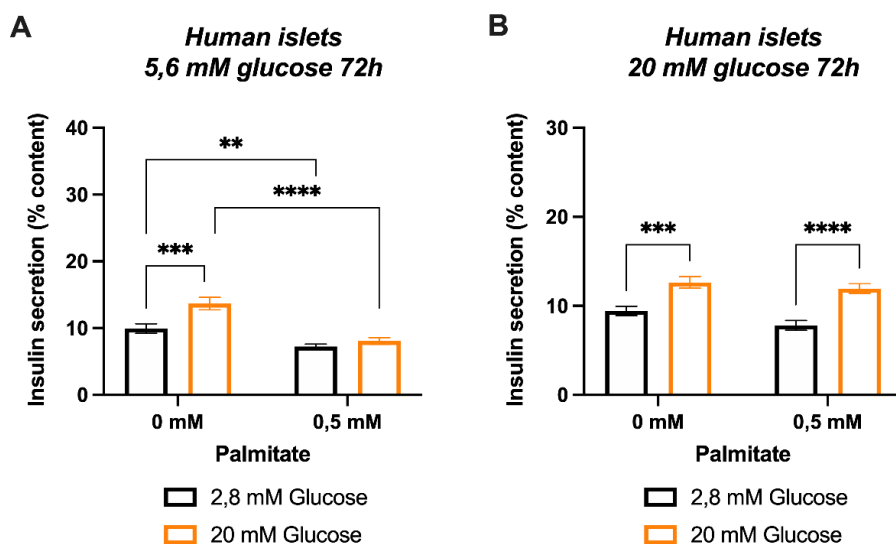 A
Human islets
5,6 mM glucose 72h
Insulin secretion (% content)
40
30
20
10
0
**
****
***
0 mM
0,5 mM
Palmitate
2,8 mM Glucose
20 mM Glucose
B
Human islets
20 mM glucose 72h
Insulin secretion (% content)
30
20
10
0
***
****
0 mM
0,5 mM
Palmitate
2,8 mM Glucose
20 mM Glucose